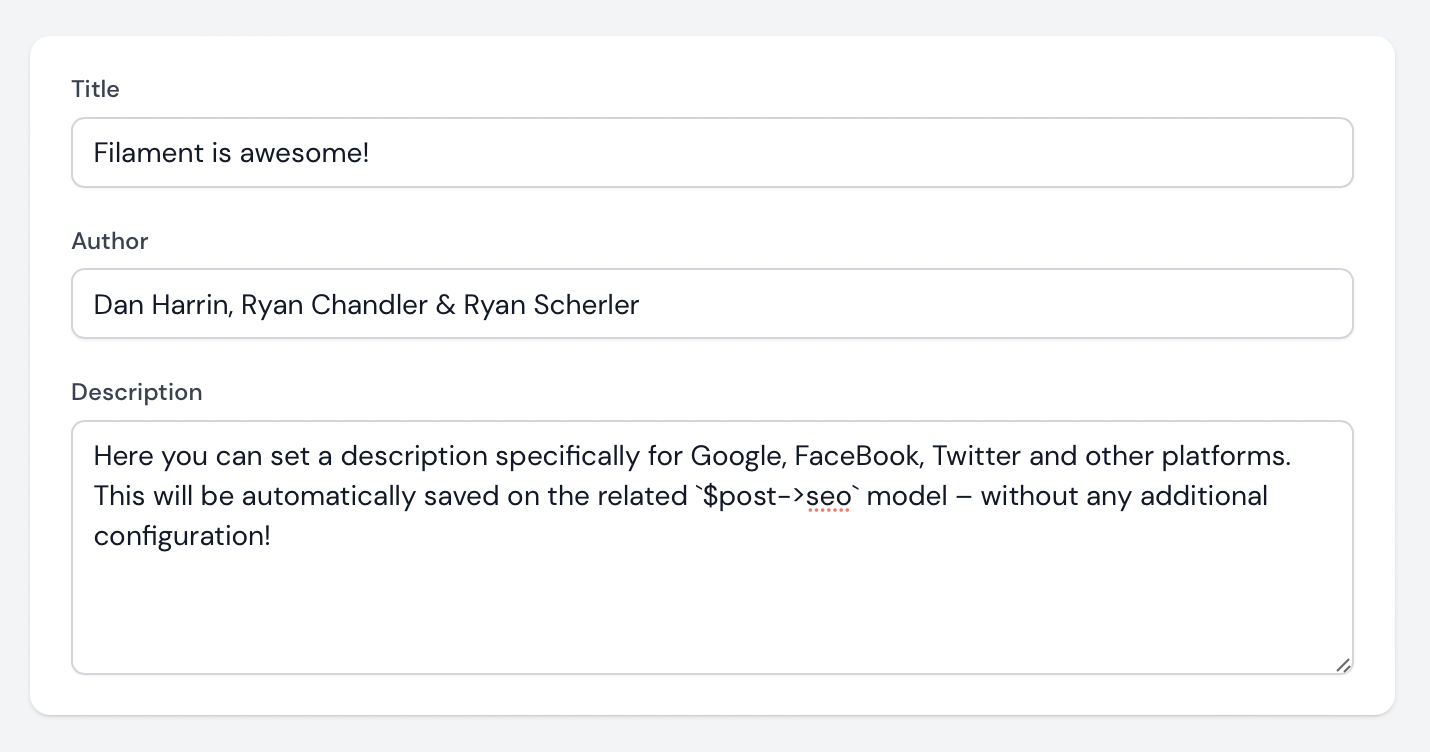 Title
Filament is awesome!
Author
Dan Harrin, Ryan Chandler & Ryan Scherler
Description
Here you can set a description specifically for Google, FaceBook, Twitter and other platforms.
This will be automatically saved on the related `$post->seo` model – without any additional
configuration!